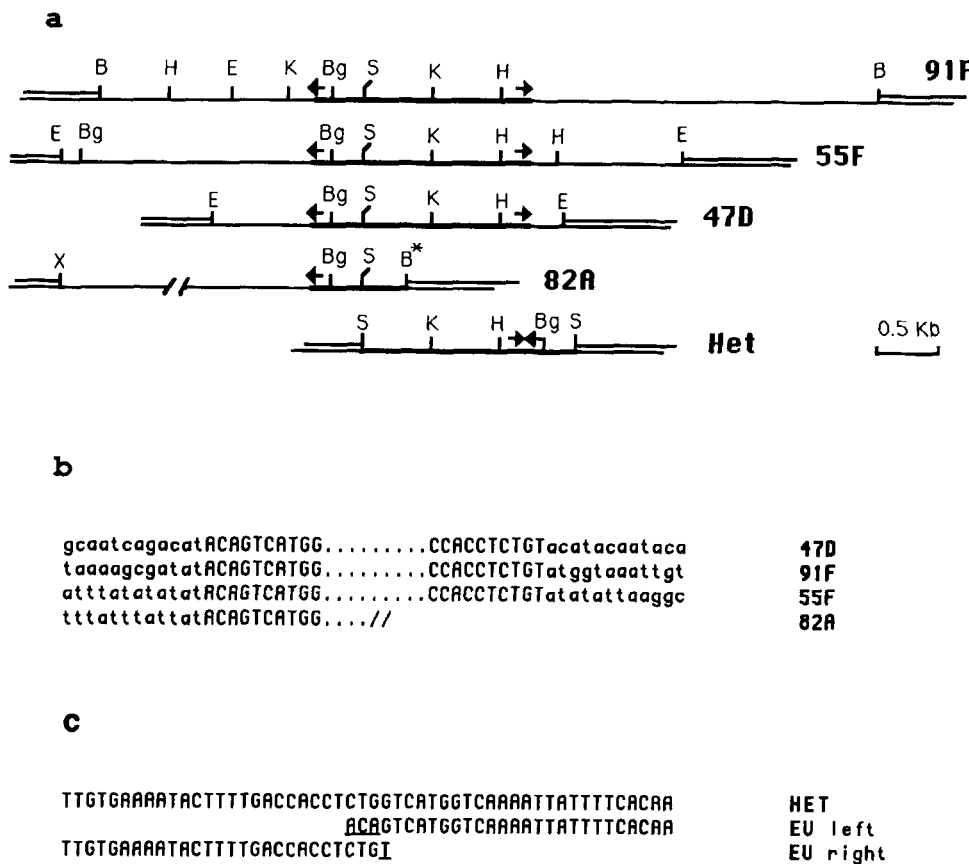 a
B H E K Bg S K H B 91F
E Bg Bg S K H H E 55F
E Bg S K H E 47D
X Bg S B* 82A
S K H Bg S Het
0.5 Kb
b
gcaatcagacatACAGTCATGG.........CCACCTCTGTacatacaataca 47D
taaaagcgatatACAGTCATGG.........CCACCTCTGTatggtaaattgt 91F
atttatatatatACAGTCATGG.........CCACCTCTGTatatattaaggc 55F
tttatttattatACAGTCATGG....// 82A
c
TTGTGAAAATACTTTTGACCACCTCTGGTCATGGTCAAAATTATTTTCACAA HET
ACAGTCATGGTCAAAATTATTTTCACAA EU left
TTGTGAAAATACTTTTGACCACCTCTGT EU right